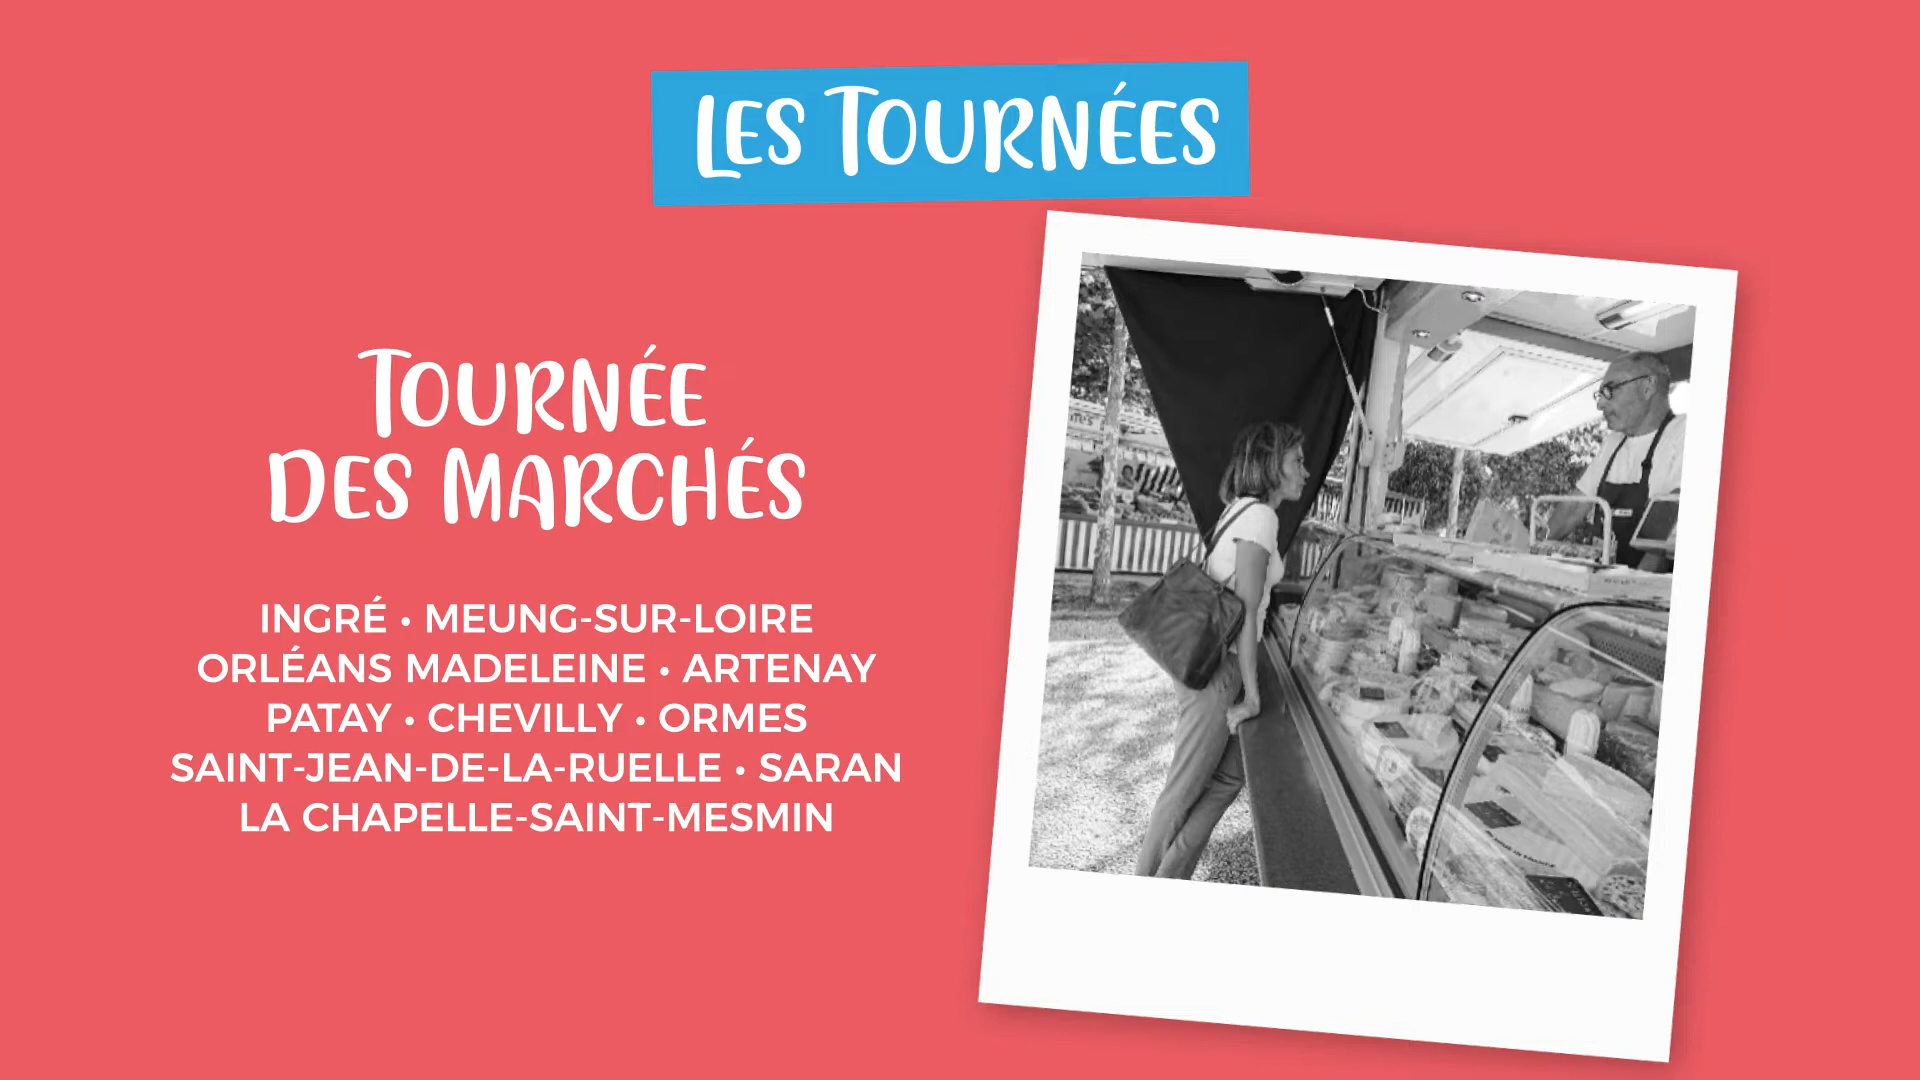 LES TOURNÉES
TOURNÉE
DES MARCHÉS
INGRÉ • MEUNG-SUR-LOIRE
ORLÉANS MADELEINE • ARTENAY
PATAY • CHEVILLY • ORMES
SAINT-JEAN-DE-LA-RUELLE • SARAN
LA CHAPELLE-SAINT-MESMIN